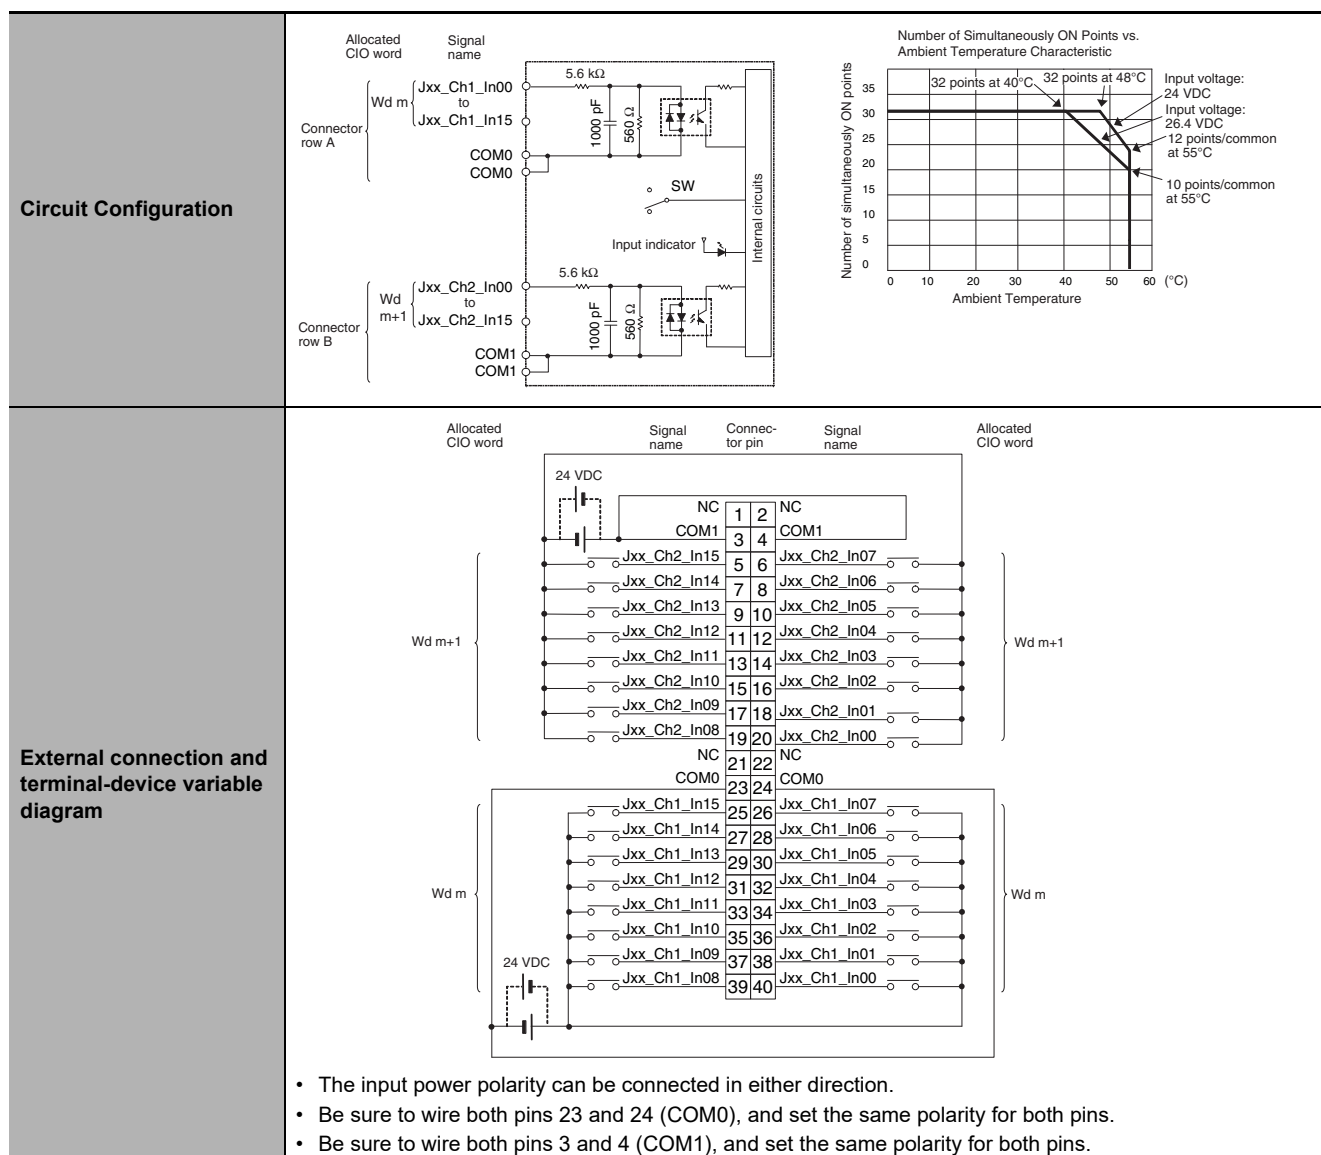 Circuit Configuration
Allocated
CIO word
Signal
name
Connector
row A
Wd m
Jxx_Ch1_In00
to
Jxx_Ch1_In15
COM0
COM0
5.6 kΩ
1000 pF
560 Ω
SW
Input indicator
Internal circuits
Connector
row B
Wd
m+1
Jxx_Ch2_In00
to
Jxx_Ch2_In15
COM1
COM1
5.6 kΩ
1000 pF
560 Ω
Number of Simultaneously ON Points vs.
Ambient Temperature Characteristic
Number of simultaneously ON points
35
30
25
20
15
10
5
0
32 points at 40°C
32 points at 48°C
Input voltage:
24 VDC
Input voltage:
26.4 VDC
12 points/common
at 55°C
10 points/common
at 55°C
0 10 20 30 40 50 60 (°C)
Ambient Temperature
External connection and
terminal-device variable
diagram
Allocated
CIO word
Signal
name
Connec-
tor pin
Signal
name
Allocated
CIO word
24 VDC
NC 1 2 NC
COM1 3 4 COM1
Jxx_Ch2_In15 5 6 Jxx_Ch2_In07
Jxx_Ch2_In14 7 8 Jxx_Ch2_In06
Jxx_Ch2_In13 9 10 Jxx_Ch2_In05
Wd m+1
Jxx_Ch2_In12 11 12 Jxx_Ch2_In04
Wd m+1
Jxx_Ch2_In11 13 14 Jxx_Ch2_In03
Jxx_Ch2_In10 15 16 Jxx_Ch2_In02
Jxx_Ch2_In09 17 18 Jxx_Ch2_In01
Jxx_Ch2_In08 19 20 Jxx_Ch2_In00
NC 21 22 NC
COM0 23 24 COM0
Jxx_Ch1_In15 25 26 Jxx_Ch1_In07
Jxx_Ch1_In14 27 28 Jxx_Ch1_In06
Jxx_Ch1_In13 29 30 Jxx_Ch1_In05
Wd m
Jxx_Ch1_In12 31 32 Jxx_Ch1_In04
Wd m
Jxx_Ch1_In11 33 34 Jxx_Ch1_In03
Jxx_Ch1_In10 35 36 Jxx_Ch1_In02
Jxx_Ch1_In09 37 38 Jxx_Ch1_In01
Jxx_Ch1_In08 39 40 Jxx_Ch1_In00
24 VDC
• The input power polarity can be connected in either direction.
• Be sure to wire both pins 23 and 24 (COM0), and set the same polarity for both pins.
• Be sure to wire both pins 3 and 4 (COM1), and set the same polarity for both pins.